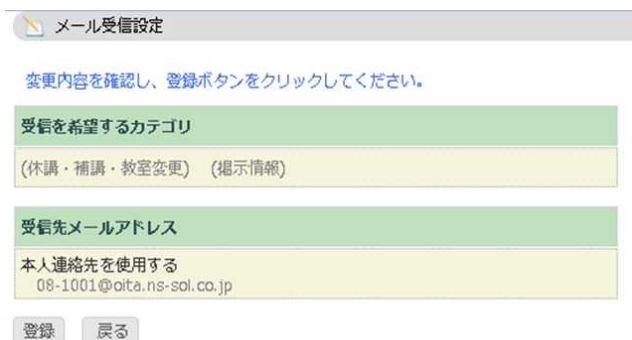 メール受信設定
変更内容を確認し、登録ボタンをクリックしてください。
受信を希望するカテゴリ
(休講・補講・教室変更) (掲示情報)
受信先メールアドレス
本人連絡先を使用する
08-1001@oita.ns-sol.co.jp
登録 戻る